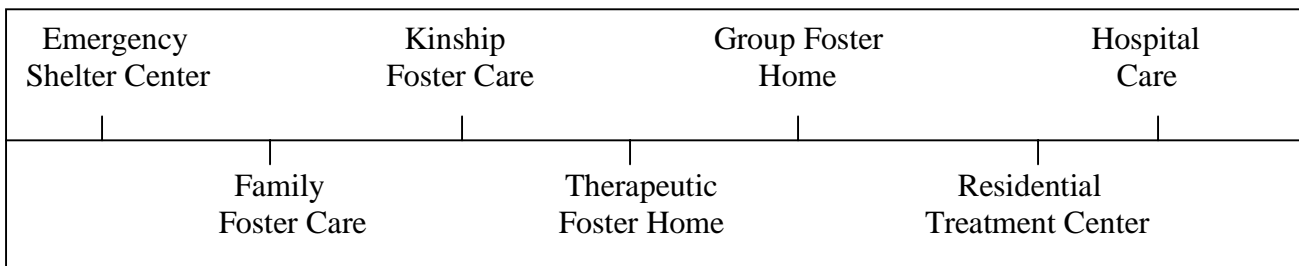 Emergency
Shelter Center
Kinship
Foster Care
Group Foster
Home
Hospital
Care
Family
Foster Care
Therapeutic
Foster Home
Residential
Treatment Center